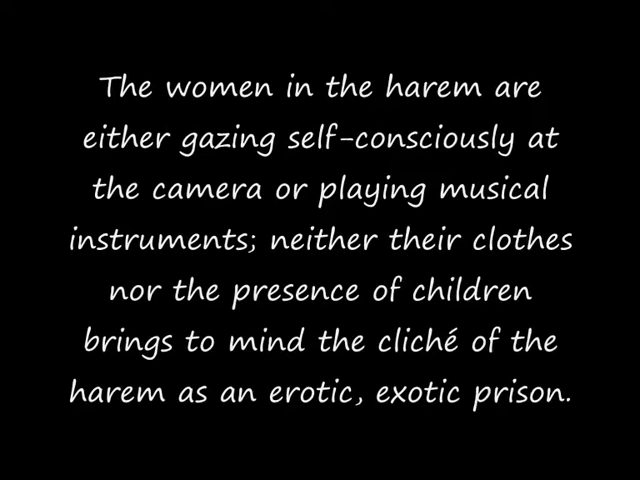 The women in the harem are
either gazing self-consciously at
the camera or playing musical
instruments; neither their clothes
nor the presence of children
brings to mind the cliché of the
harem as an erotic, exotic prison.